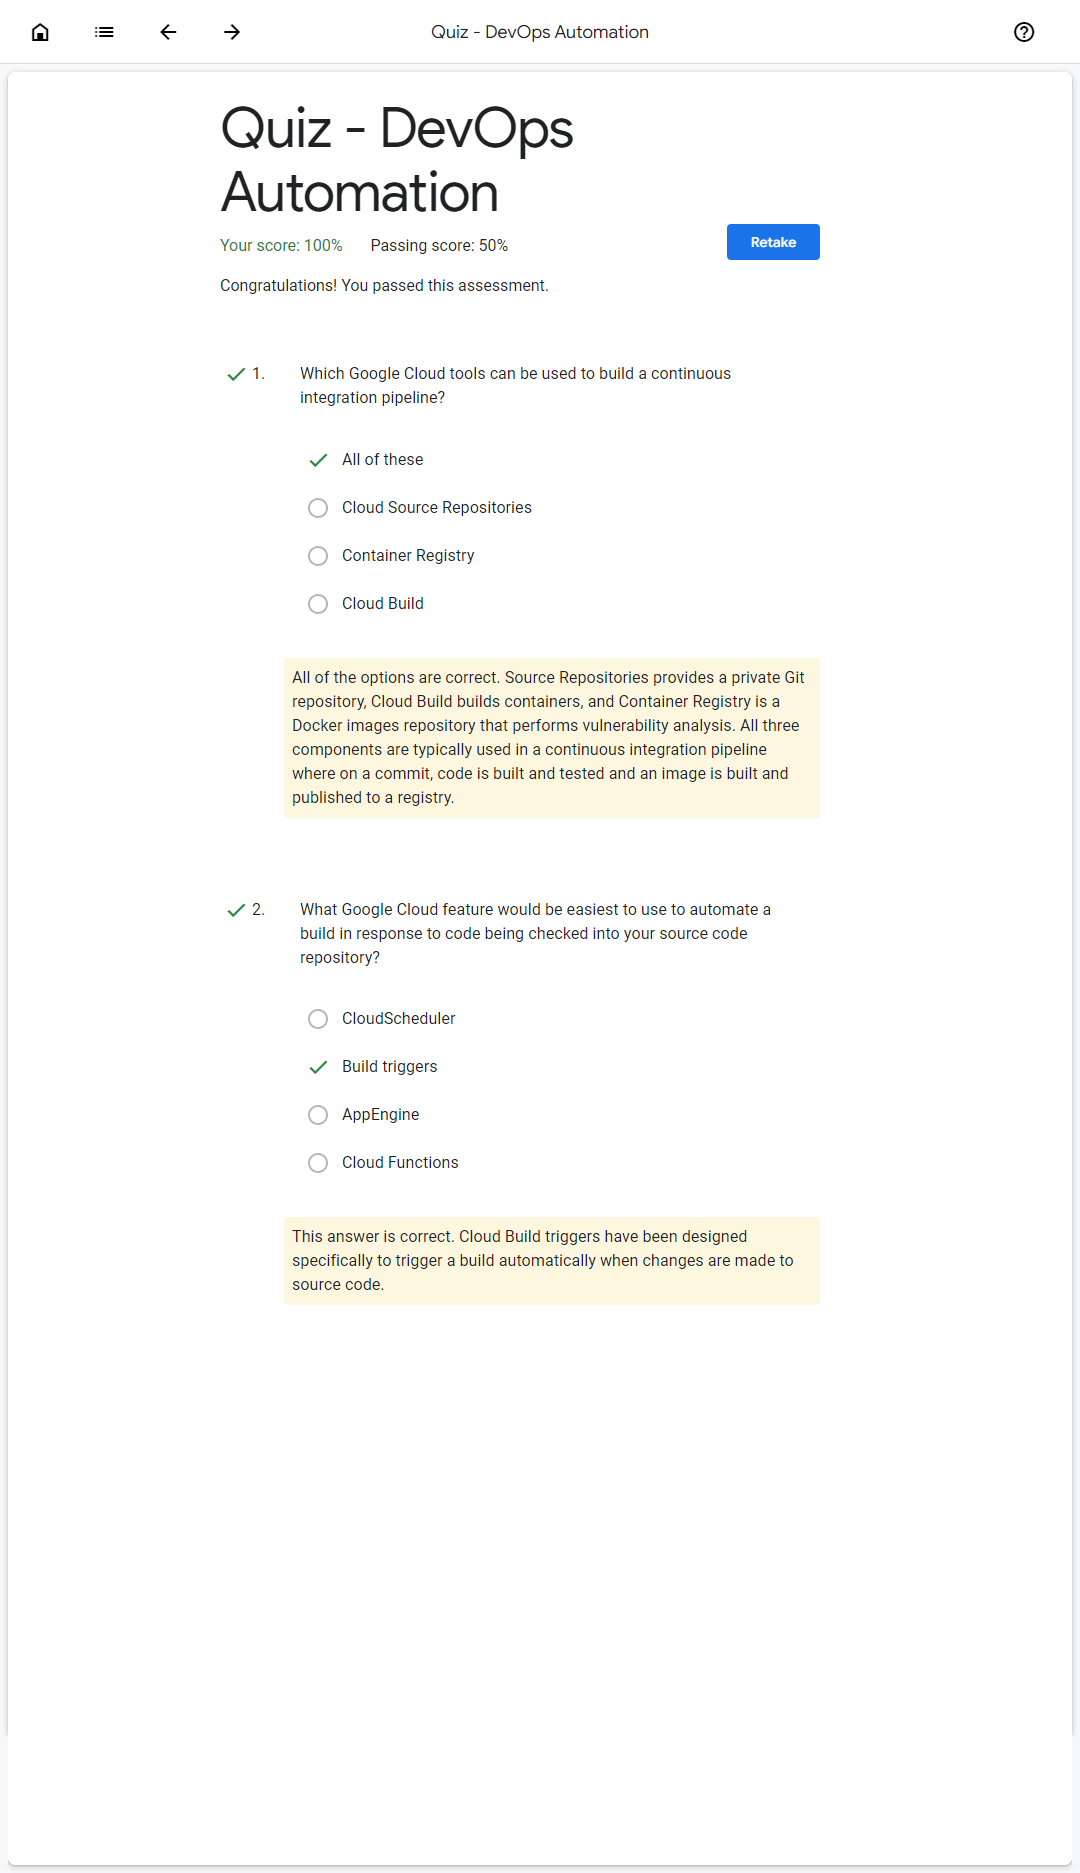 Quiz - DevOps Automation
Quiz - DevOps
Automation
Your score: 100% Passing score: 50%
Retake
Congratulations! You passed this assessment.
1. Which Google Cloud tools can be used to build a continuous
integration pipeline?
All of these
Cloud Source Repositories
Container Registry
Cloud Build
All of the options are correct. Source Repositories provides a private Git
repository, Cloud Build builds containers, and Container Registry is a
Docker images repository that performs vulnerability analysis. All three
components are typically used in a continuous integration pipeline
where on a commit, code is built and tested and an image is built and
published to a registry.
2. What Google Cloud feature would be easiest to use to automate a
build in response to code being checked into your source code
repository?
CloudScheduler
Build triggers
AppEngine
Cloud Functions
This answer is correct. Cloud Build triggers have been designed
specifically to trigger a build automatically when changes are made to
source code.